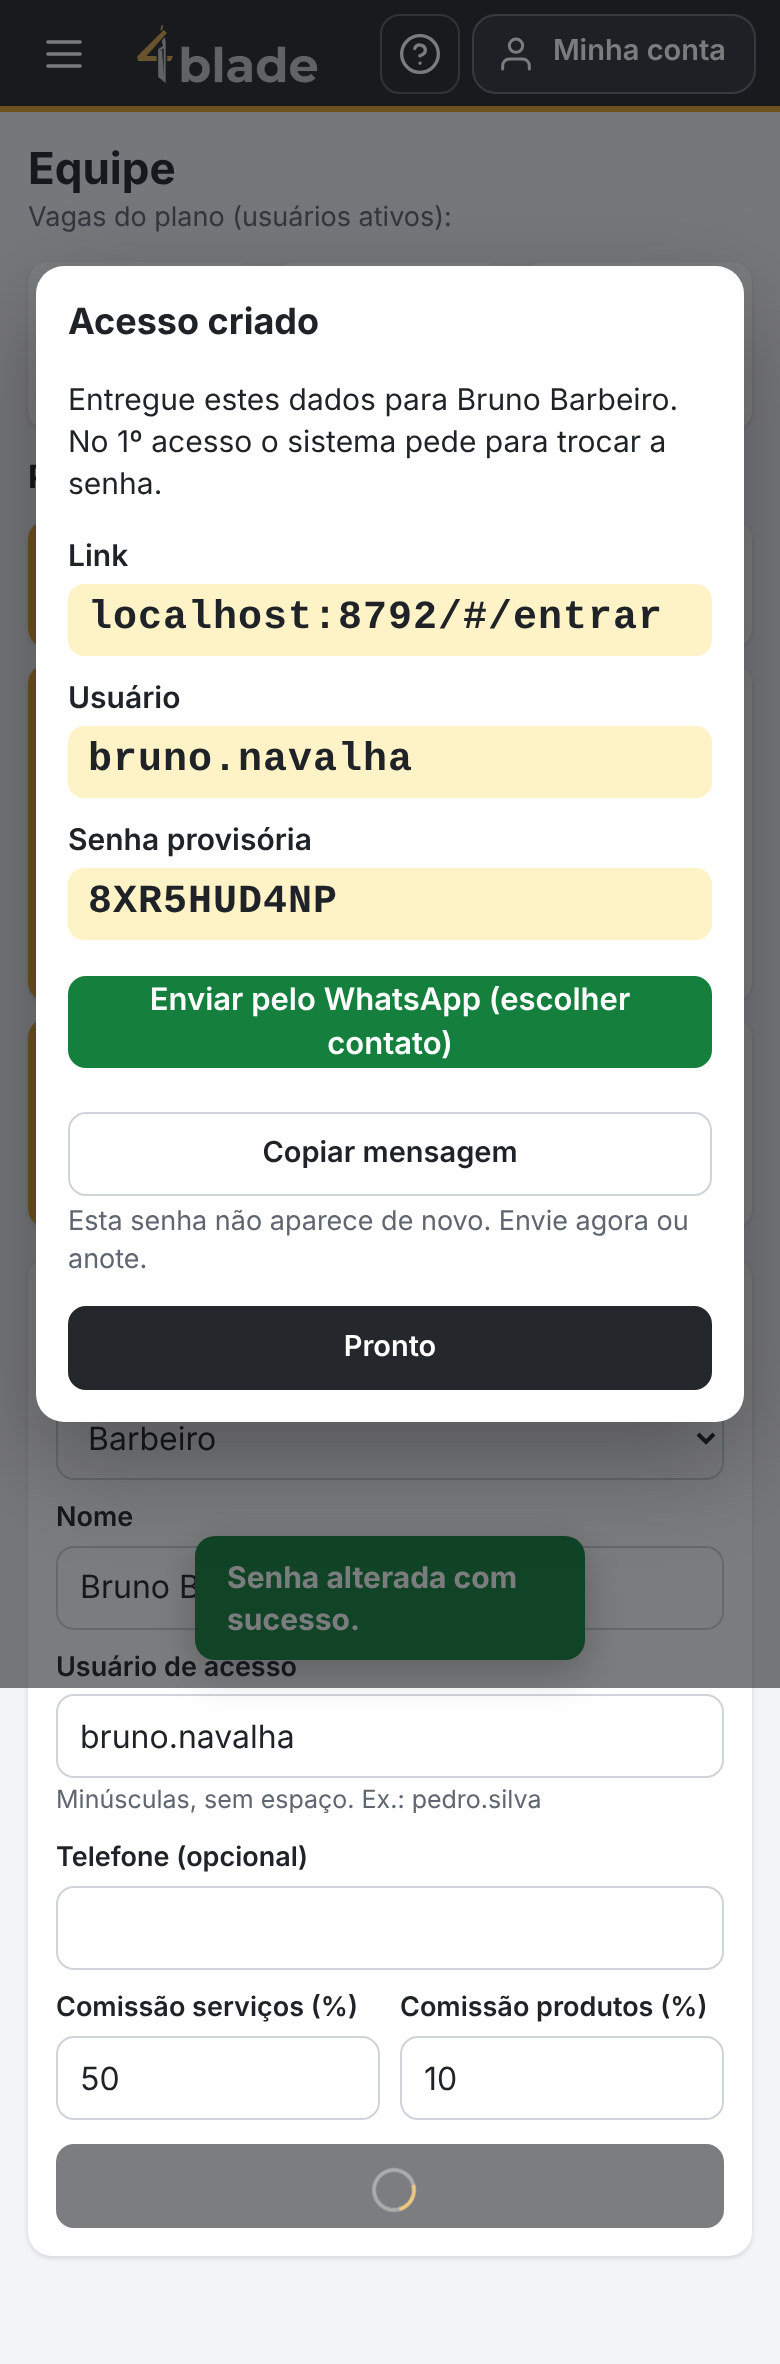 4blade
Minha conta
Equipe
Vagas do plano (usuários ativos):
Acesso criado
Entregue estes dados para Bruno Barbeiro.
No 1º acesso o sistema pede para trocar a
senha.
Link
localhost:8792/#/entrar
Usuário
bruno.navalha
Senha provisória
8XR5HUD4NP
Enviar pelo WhatsApp (escolher
contato)
Copiar mensagem
Esta senha não aparece de novo. Envie agora ou
anote.
Pronto
Barbeiro
Nome
Bruno B
Senha alterada com
sucesso.
Usuário de acesso
bruno.navalha
Minúsculas, sem espaço. Ex.: pedro.silva
Telefone (opcional)
Comissão serviços (%) Comissão produtos (%)
50 10